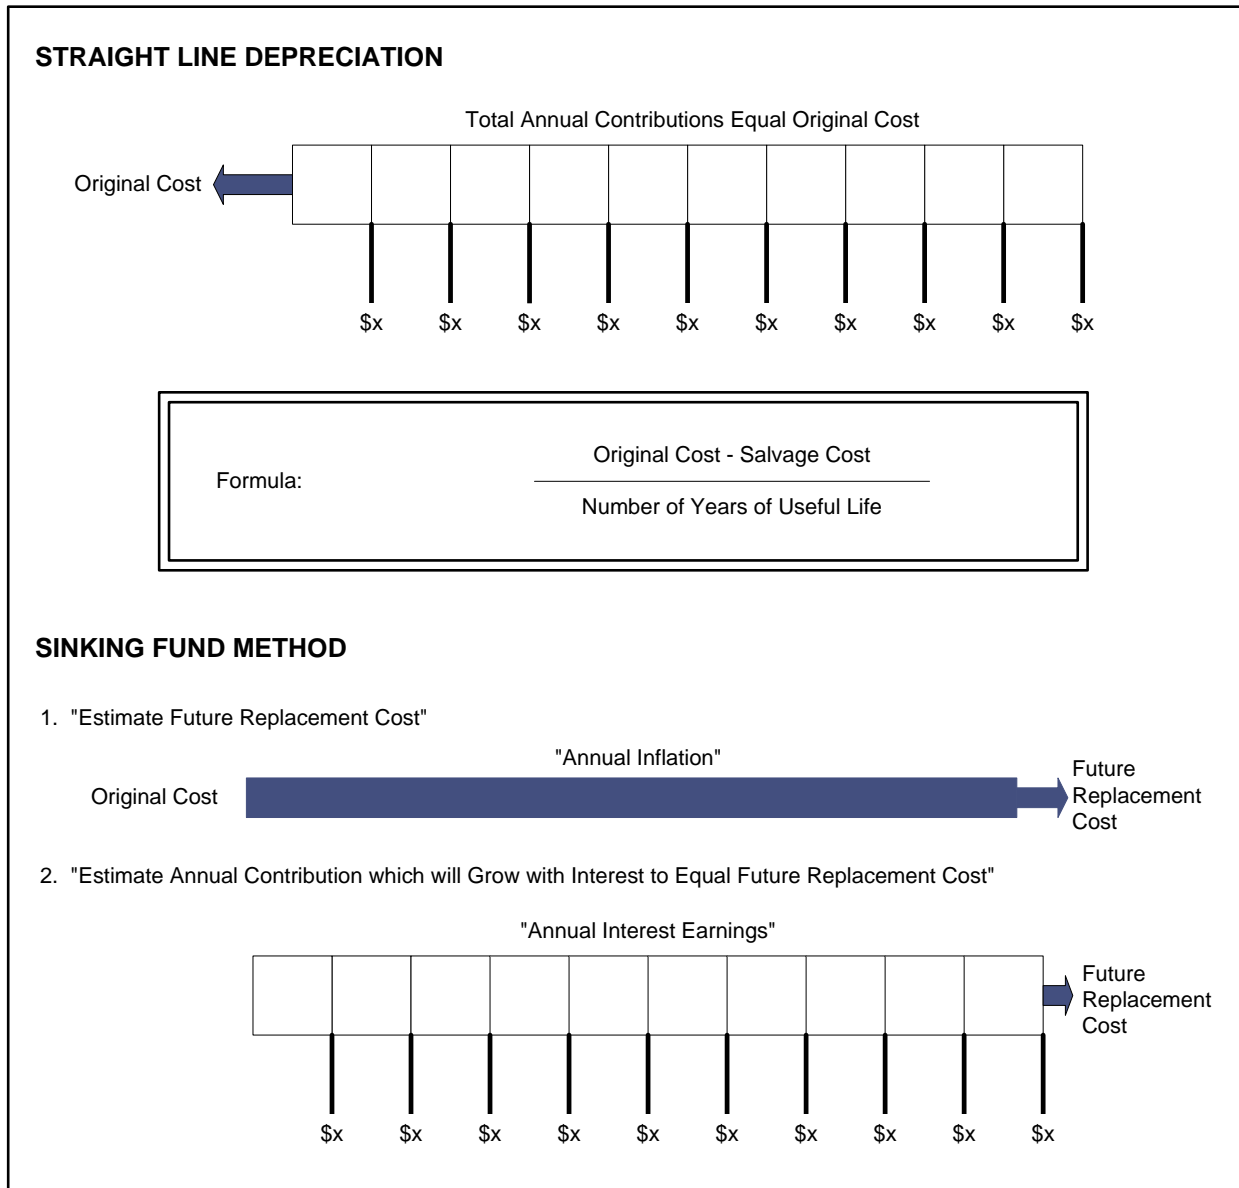 STRAIGHT LINE DEPRECIATION
Total Annual Contributions Equal Original Cost
Original Cost
$x $x $x $x $x $x $x $x $x $x
Formula:
Original Cost - Salvage Cost
Number of Years of Useful Life
SINKING FUND METHOD
1. "Estimate Future Replacement Cost"
"Annual Inflation"
Original Cost
Future
Replacement
Cost
2. "Estimate Annual Contribution which will Grow with Interest to Equal Future Replacement Cost"
"Annual Interest Earnings"
Future
Replacement
Cost
$x $x $x $x $x $x $x $x $x $x